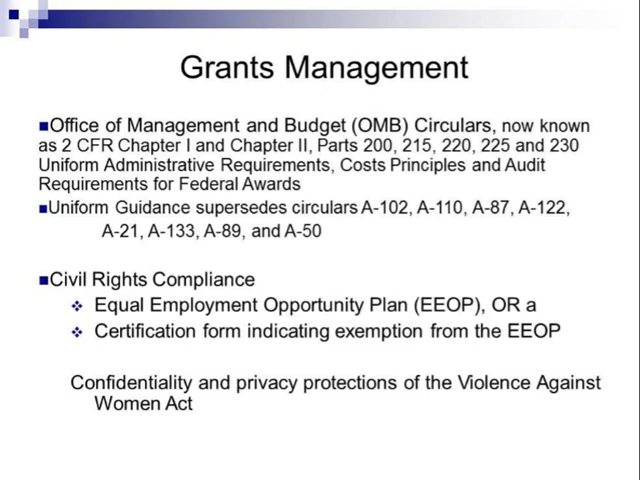 Grants Management
■Office of Management and Budget (OMB) Circulars, now known
as 2 CFR Chapter I and Chapter II, Parts 200, 215, 220, 225 and 230
Uniform Administrative Requirements, Costs Principles and Audit
Requirements for Federal Awards
■Uniform Guidance supersedes circulars A-102, A-110, A-87, A-122,
A-21, A-133, A-89, and A-50
■Civil Rights Compliance
❖ Equal Employment Opportunity Plan (EEOP), OR a
❖ Certification form indicating exemption from the EEOP
Confidentiality and privacy protections of the Violence Against
Women Act